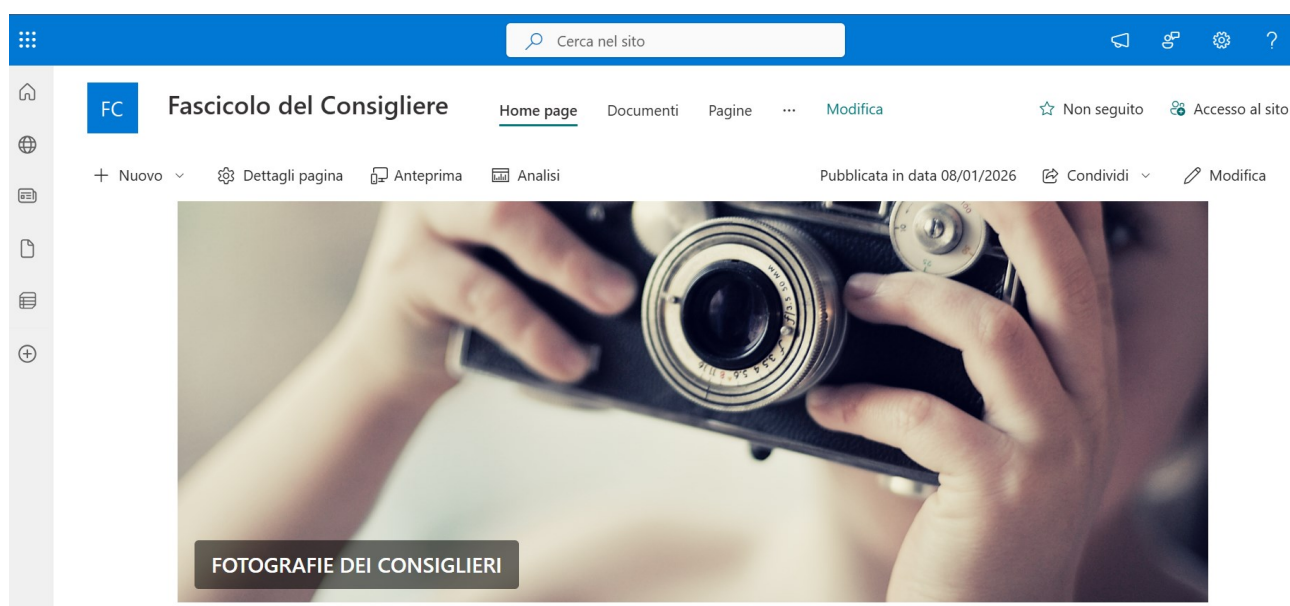 Cerca nel sito
?
FC
Fascicolo del Consigliere
Home page Documenti Pagine ... Modifica
Non seguito Accesso al sito
+ Nuovo Dettagli pagina Anteprima Analisi
Pubblicata in data 08/01/2026 Condividi Modifica
FOTOGRAFIE DEI CONSIGLIERI